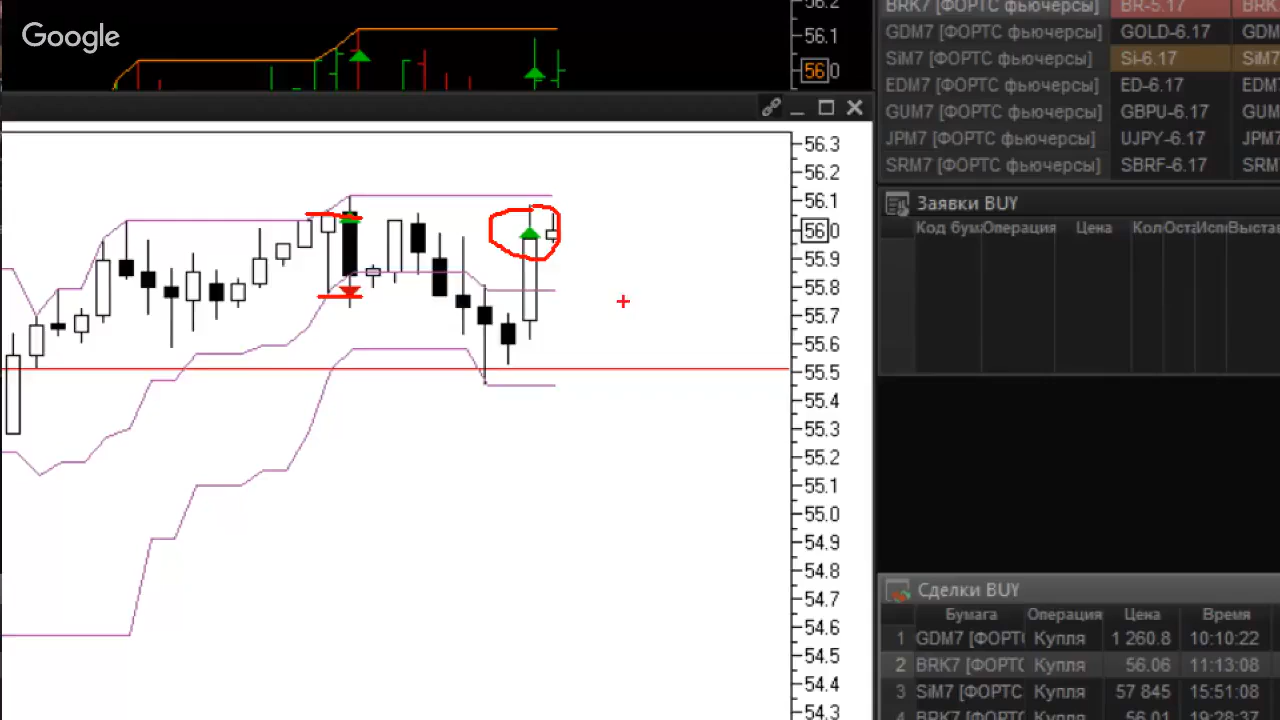 Google
56.2
56.1
56 0
BRK7 [ФОРТС фьючерсы] BR-5.17 BRK
GDM7 [ФОРТС фьючерсы] GOLD-6.17 GDM
SiM7 [ФОРТС фьючерсы] Si-6.17 SiM7
EDM7 [ФОРТС фьючерсы] ED-6.17 EDM
GUM7 [ФОРТС фьючерсы] GBPU-6.17 GUM
JPM7 [ФОРТС фьючерсы] UJPY-6.17 JPM7
SRM7 [ФОРТС фьючерсы] SBRF-6.17 SRM
56.3
56.2
56.1
56 0
55.9
55.8
55.7
55.6
55.5
55.4
55.3
55.2
55.1
55.0
54.9
54.8
54.7
54.6
54.5
54.4
54.3
Заявки BUY
Код бум Операция Цена Кол Оста Испо Выстав
Сделки BUY
Бумага Операция Цена Время
1 GDM7 [ФОРТС Купля 1 260.8 10:10:22
2 BRK7 [ФОРТС Купля 56.06 11:13:08
3 SiM7 [ФОРТС Купля 57 845 15:51:08
4 BRK7 [ФОРТС Купля 56.01 19:28:37